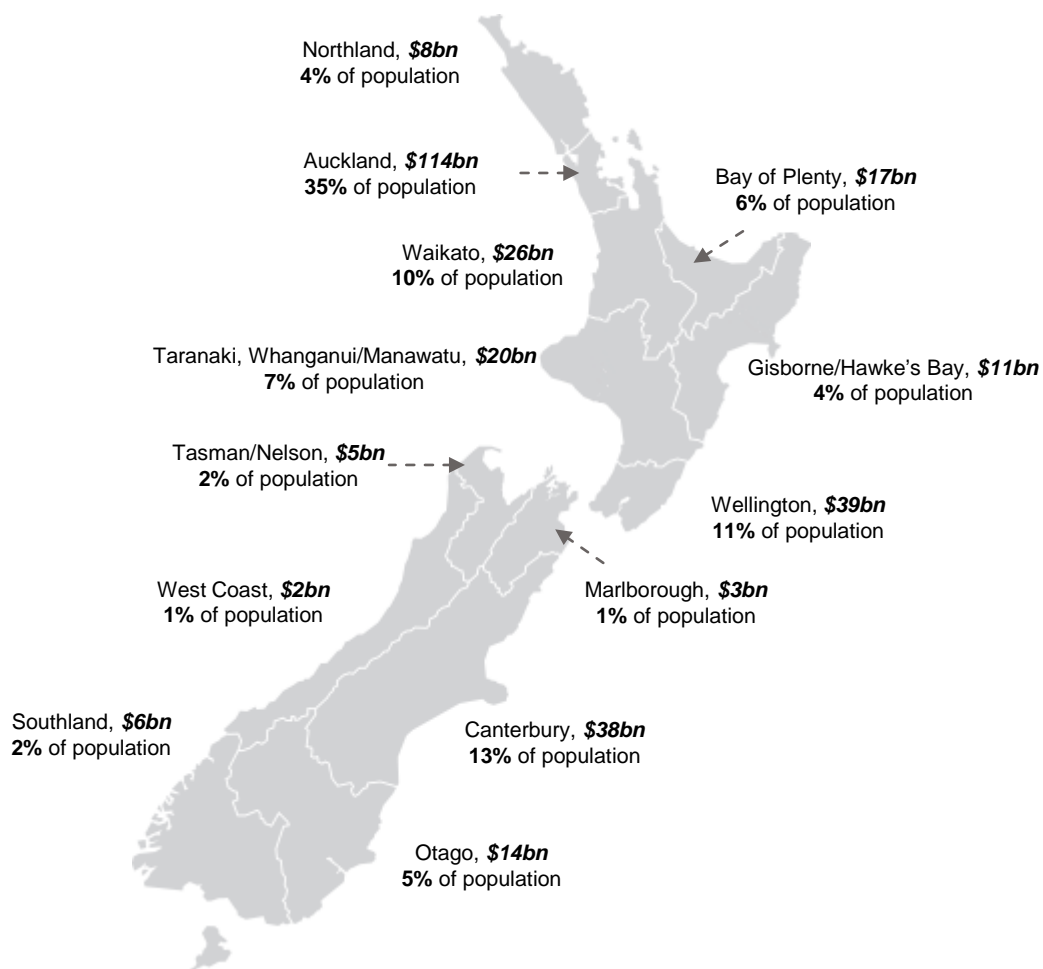 Northland, $8bn
4% of population
Auckland, $114bn
35% of population
Bay of Plenty, $17bn
6% of population
Waikato, $26bn
10% of population
Taranaki, Whanganui/Manawatu, $20bn
7% of population
Gisborne/Hawke's Bay, $11bn
4% of population
Tasman/Nelson, $5bn
2% of population
Wellington, $39bn
11% of population
West Coast, $2bn
1% of population
Marlborough, $3bn
1% of population
Southland, $6bn
2% of population
Canterbury, $38bn
13% of population
Otago, $14bn
5% of population